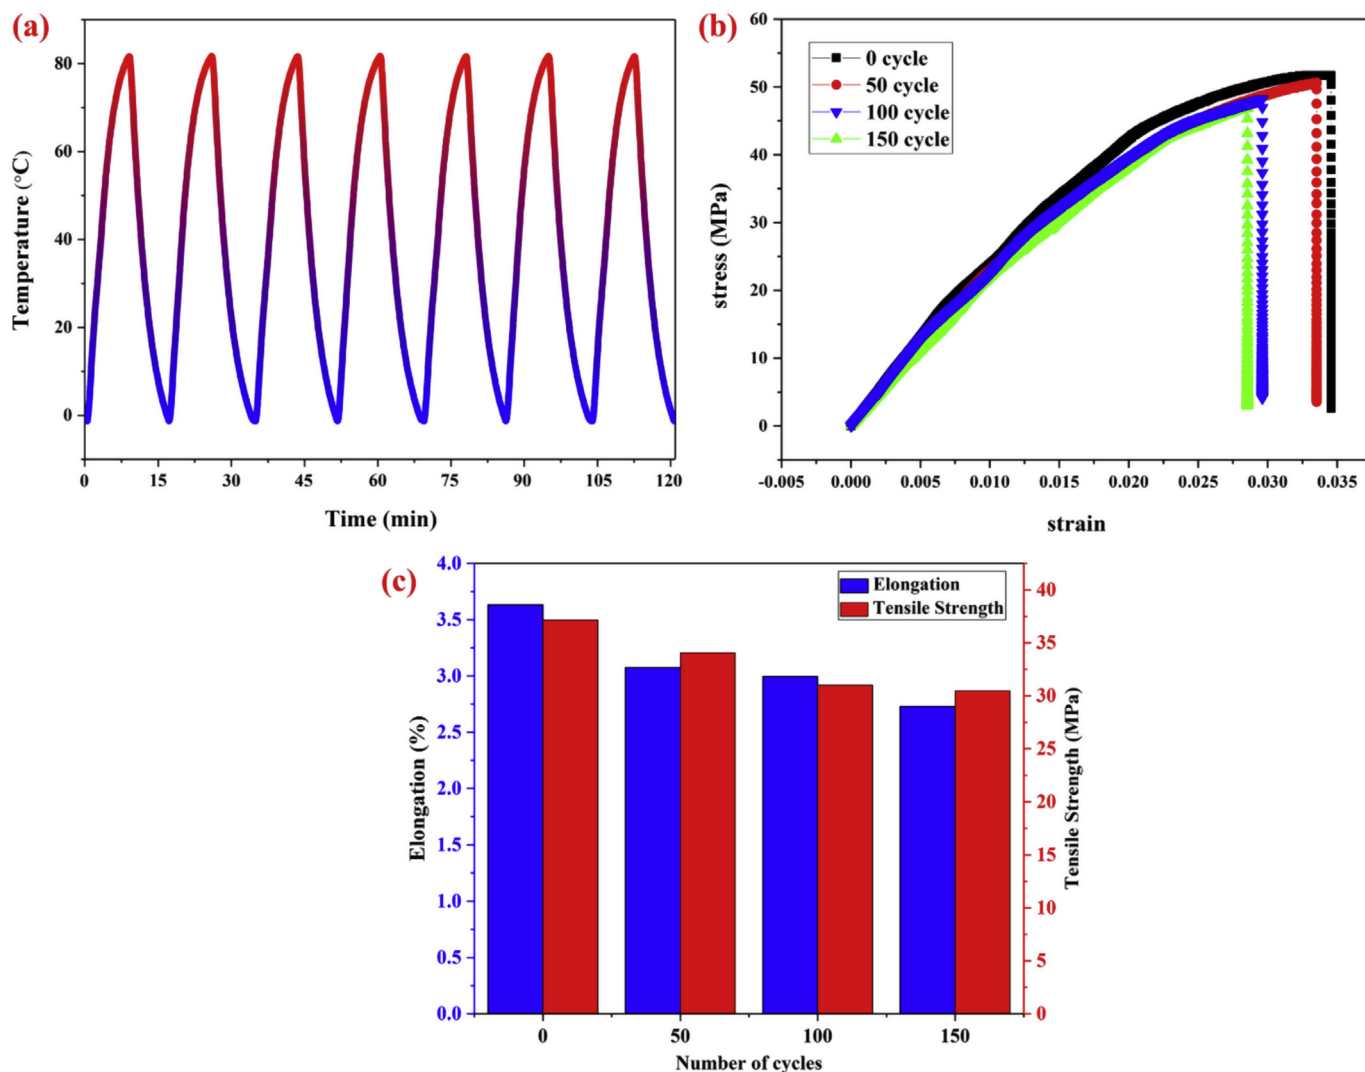 (a)
Temperature (°C)
80
60
40
20
0
0 15 30 45 60 75 90 105 120
Time (min)
(b)
stress (MPa)
60
50
40
30
20
10
0
0 cycle
50 cycle
100 cycle
150 cycle
-0.005 0.000 0.005 0.010 0.015 0.020 0.025 0.030 0.035
strain
(c)
Elongation (%)
4.0
3.5
3.0
2.5
2.0
1.5
1.0
0.5
0.0
Elongation
Tensile Strength
40
35
30
25
20
15
10
5
0
Tensile Strength (MPa)
0 50 100 150
Number of cycles